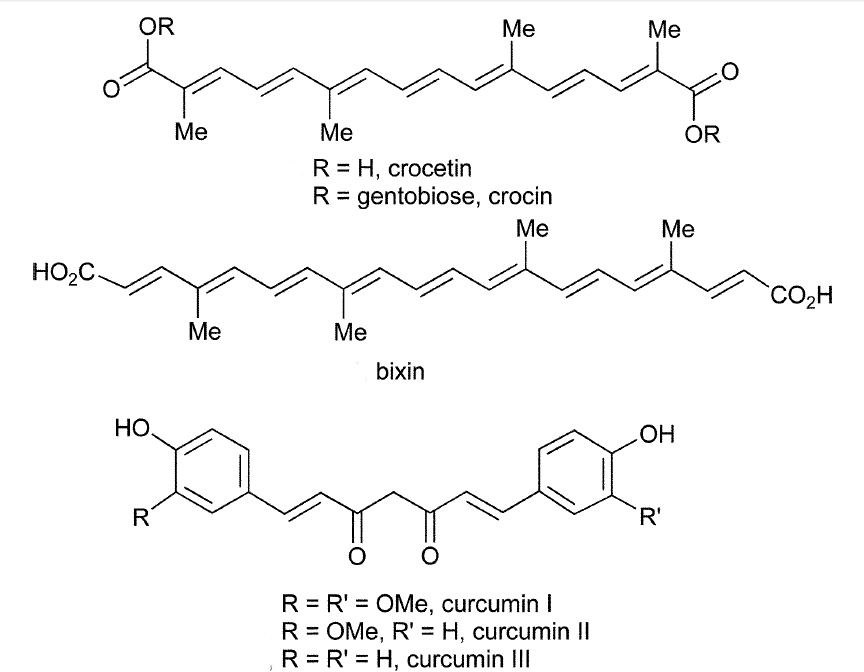 OR
Me
Me
O
O
Me
Me
OR
R = H, crocetin
R = gentobiose, crocin
Me
Me
HO2C
CO2H
Me
Me
bixin
HO
OH
R
R'
O
O
R = R' = OMe, curcumin I
R = OMe, R' = H, curcumin II
R = R' = H, curcumin III